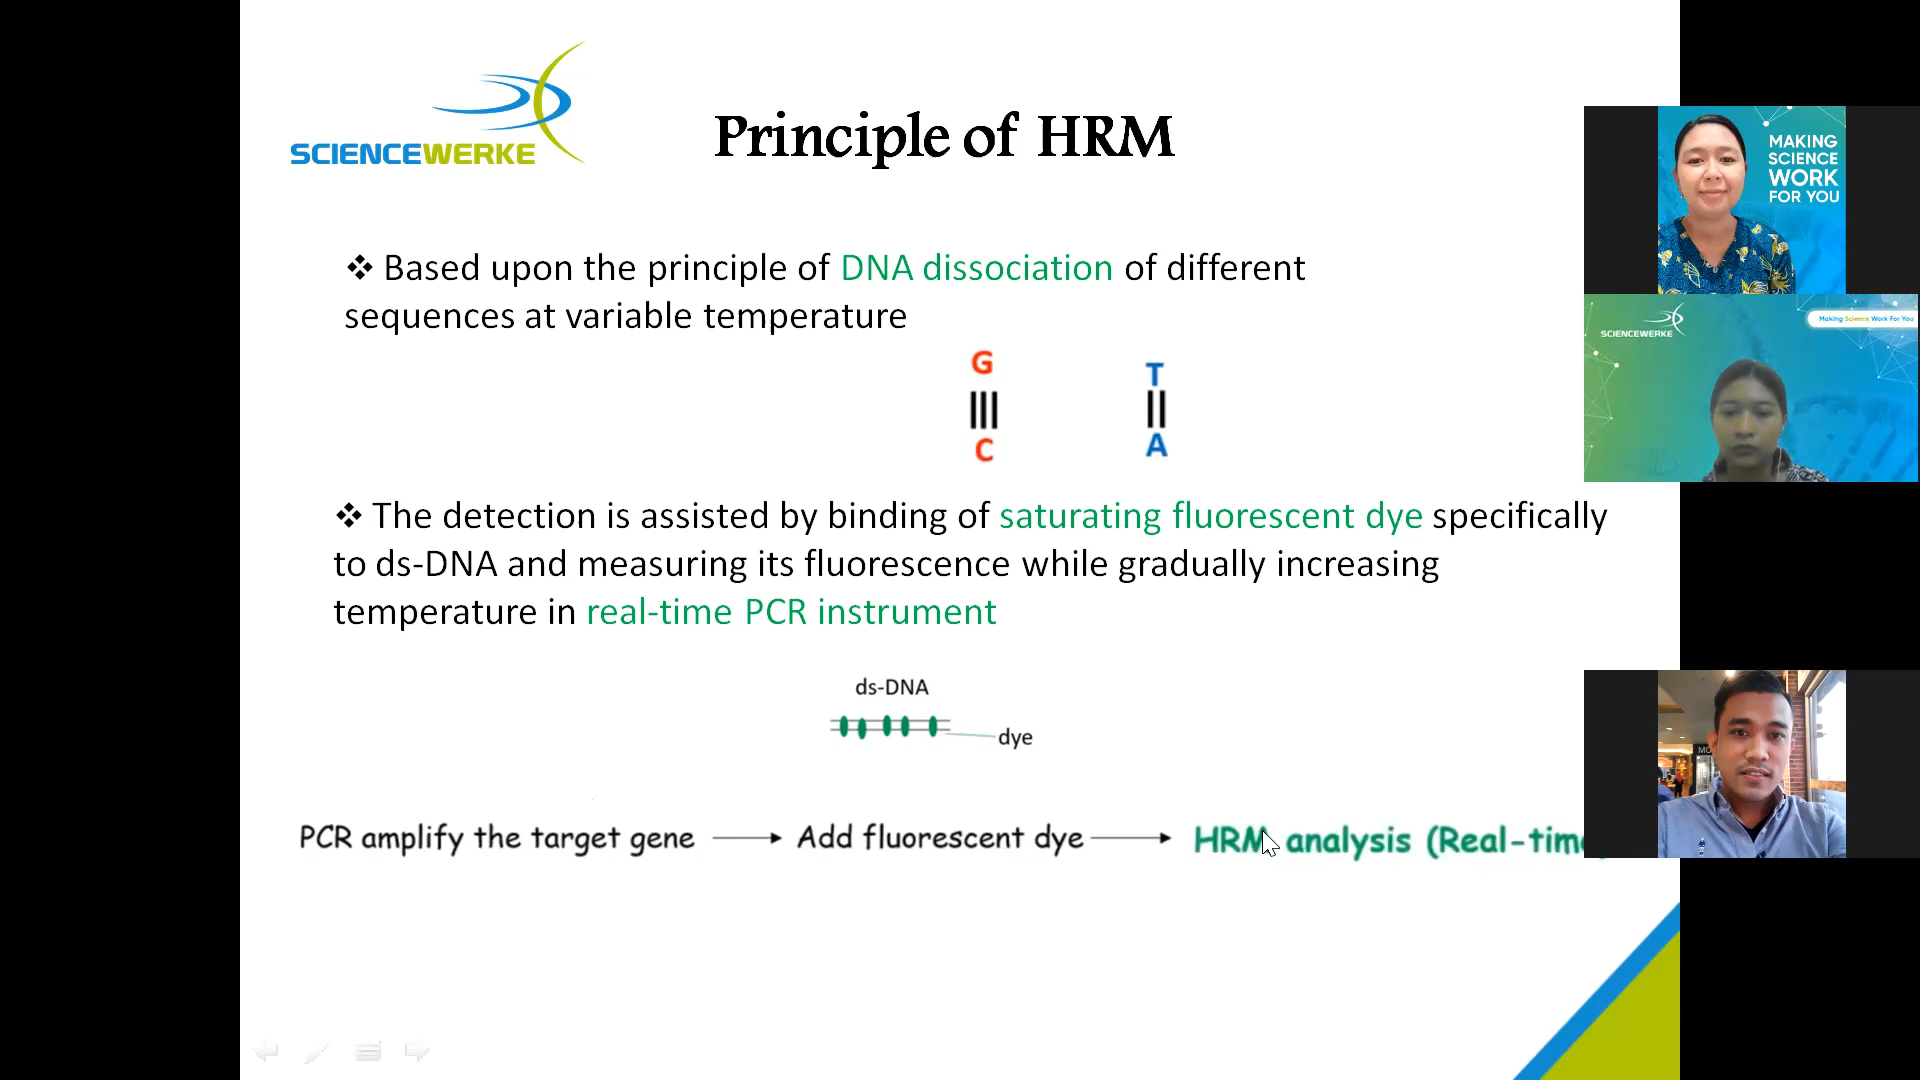 SCIENCEWERKE
Principle of HRM
❖ Based upon the principle of DNA dissociation of different
sequences at variable temperature
G
C
T
A
❖ The detection is assisted by binding of saturating fluorescent dye specifically
to ds-DNA and measuring its fluorescence while gradually increasing
temperature in real-time PCR instrument
ds-DNA
dye
PCR amplify the target gene
Add fluorescent dye
HRM analysis (Real-time
MAKING
SCIENCE
WORK
FOR YOU
SCIENCEWERKE
Making Science Work For You